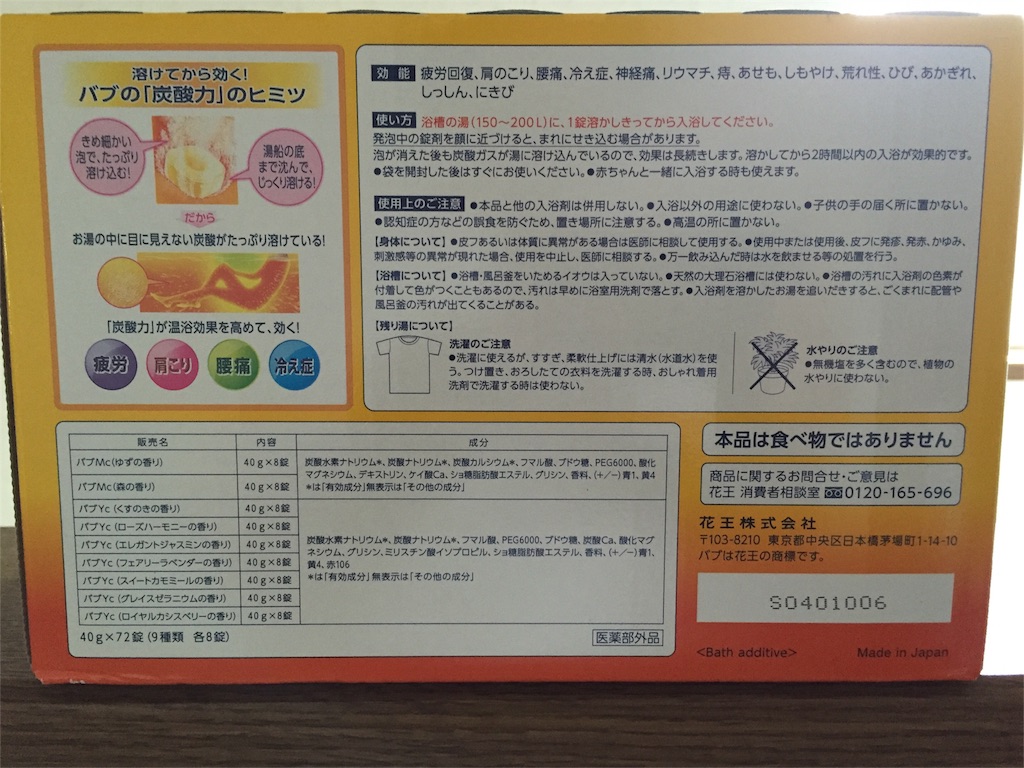 溶けてから効く!
バブの「炭酸力」のヒミツ
きめ細かい
泡で、たっぷり
溶け込む!
湯船の底
まで沈んで、
じっくり溶ける!
だから
お湯の中に目に見えない炭酸がたっぷり溶けている!
「炭酸力」が温浴効果を高めて、効く!
疲労 肩こり 腰痛 冷え症
効能 疲労回復、肩のこり、腰痛、冷え症、神経痛、リウマチ、痔、あせも、しもやけ、荒れ性、ひび、あかぎれ、
しっしん、にきび
使い方 浴槽の湯(150〜200L)に、1錠溶かしきってから入浴してください。
発泡中の錠剤を顔に近づけると、まれにせき込む場合があります。
泡が消えた後も炭酸ガスが湯に溶け込んでいるので、効果は長続きします。溶かしてから2時間以内の入浴が効果的です。
●袋を開封した後はすぐにお使いください。●赤ちゃんと一緒に入浴する時も使えます。
使用上のご注意 ●本品と他の入浴剤は併用しない。●入浴以外の用途に使わない。●子供の手の届く所に置かない。
●認知症の方などの誤食を防ぐため、置き場所に注意する。●高温の所に置かない。
【身体について】●皮フあるいは体質に異常がある場合は医師に相談して使用する。●使用中または使用後、皮フに発疹、発赤、かゆみ、
刺激感等の異常が現れた場合、使用を中止し、医師に相談する。●万一飲み込んだ時は水を飲ませる等の処置を行う。
【浴槽について】●浴槽・風呂釜をいためるイオウは入っていない。●天然の大理石浴槽には使わない。●浴槽の汚れに入浴剤の色素が
付着して色がつくこともあるので、汚れは早めに浴室用洗剤で落とす。●入浴剤を溶かしたお湯を追いだきすると、ごくまれに配管や
風呂釜の汚れが出てくることがある。
【残り湯について】
洗濯のご注意
●洗濯に使えるが、すすぎ、柔軟仕上げには清水(水道水)を使
う。つけ置き、おろしたての衣料を洗濯する時、おしゃれ着用
洗剤で洗濯する時は使わない。
水やりのご注意
●無機塩を多く含むので、植物の
水やりに使わない。
販売名 内容 成分
バブMc(ゆずの香り) 40g×8錠
バブMc(森の香り) 40g×8錠
炭酸水素ナトリウム*、炭酸ナトリウム*、炭酸カルシウム*、フマル酸、ブドウ糖、PEG6000、酸化
マグネシウム、デキストリン、ケイ酸Ca、ショ糖脂肪酸エステル、グリシン、香料、(+/−)青1、黄4
*は「有効成分」無表示は「その他の成分」
バブYc(くすのきの香り) 40g×8錠
バブYc(ローズハーモニーの香り) 40g×8錠
バブYc(エレガントジャスミンの香り) 40g×8錠
バブYc(フェアリーラベンダーの香り) 40g×8錠
バブYc(スイートカモミールの香り) 40g×8錠
バブYc(グレイスゼラニウムの香り) 40g×8錠
バブYc(ロイヤルカシスベリーの香り) 40g×8錠
炭酸水素ナトリウム*、炭酸ナトリウム*、フマル酸、PEG6000、ブドウ糖、炭酸Ca、酸化マグ
ネシウム、グリシン、ミリスチン酸イソプロピル、ショ糖脂肪酸エステル、香料、(+/−)青1、
黄4、赤106
*は「有効成分」無表示は「その他の成分」
40g×72錠(9種類 各8錠)
医薬部外品
本品は食べ物ではありません
商品に関するお問合せ・ご意見は
花王 消費者相談室 0120-165-696
花王株式会社
〒103-8210 東京都中央区日本橋茅場町1-14-10
バブは花王の商標です。
S0401006
<Bath additive> Made in Japan